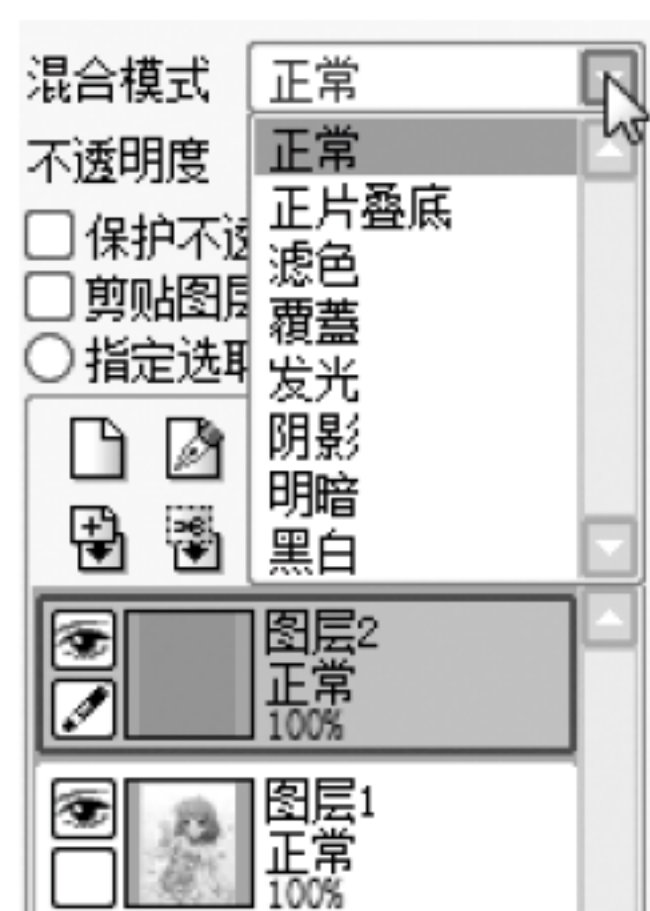 混合模式 正常
不透明度 正常
正片叠底
保护不透
滤色
剪贴图层
覆蓋
指定选取
发光
阴影
明暗
黑白
图层2
正常
100%
图层1
正常
100%